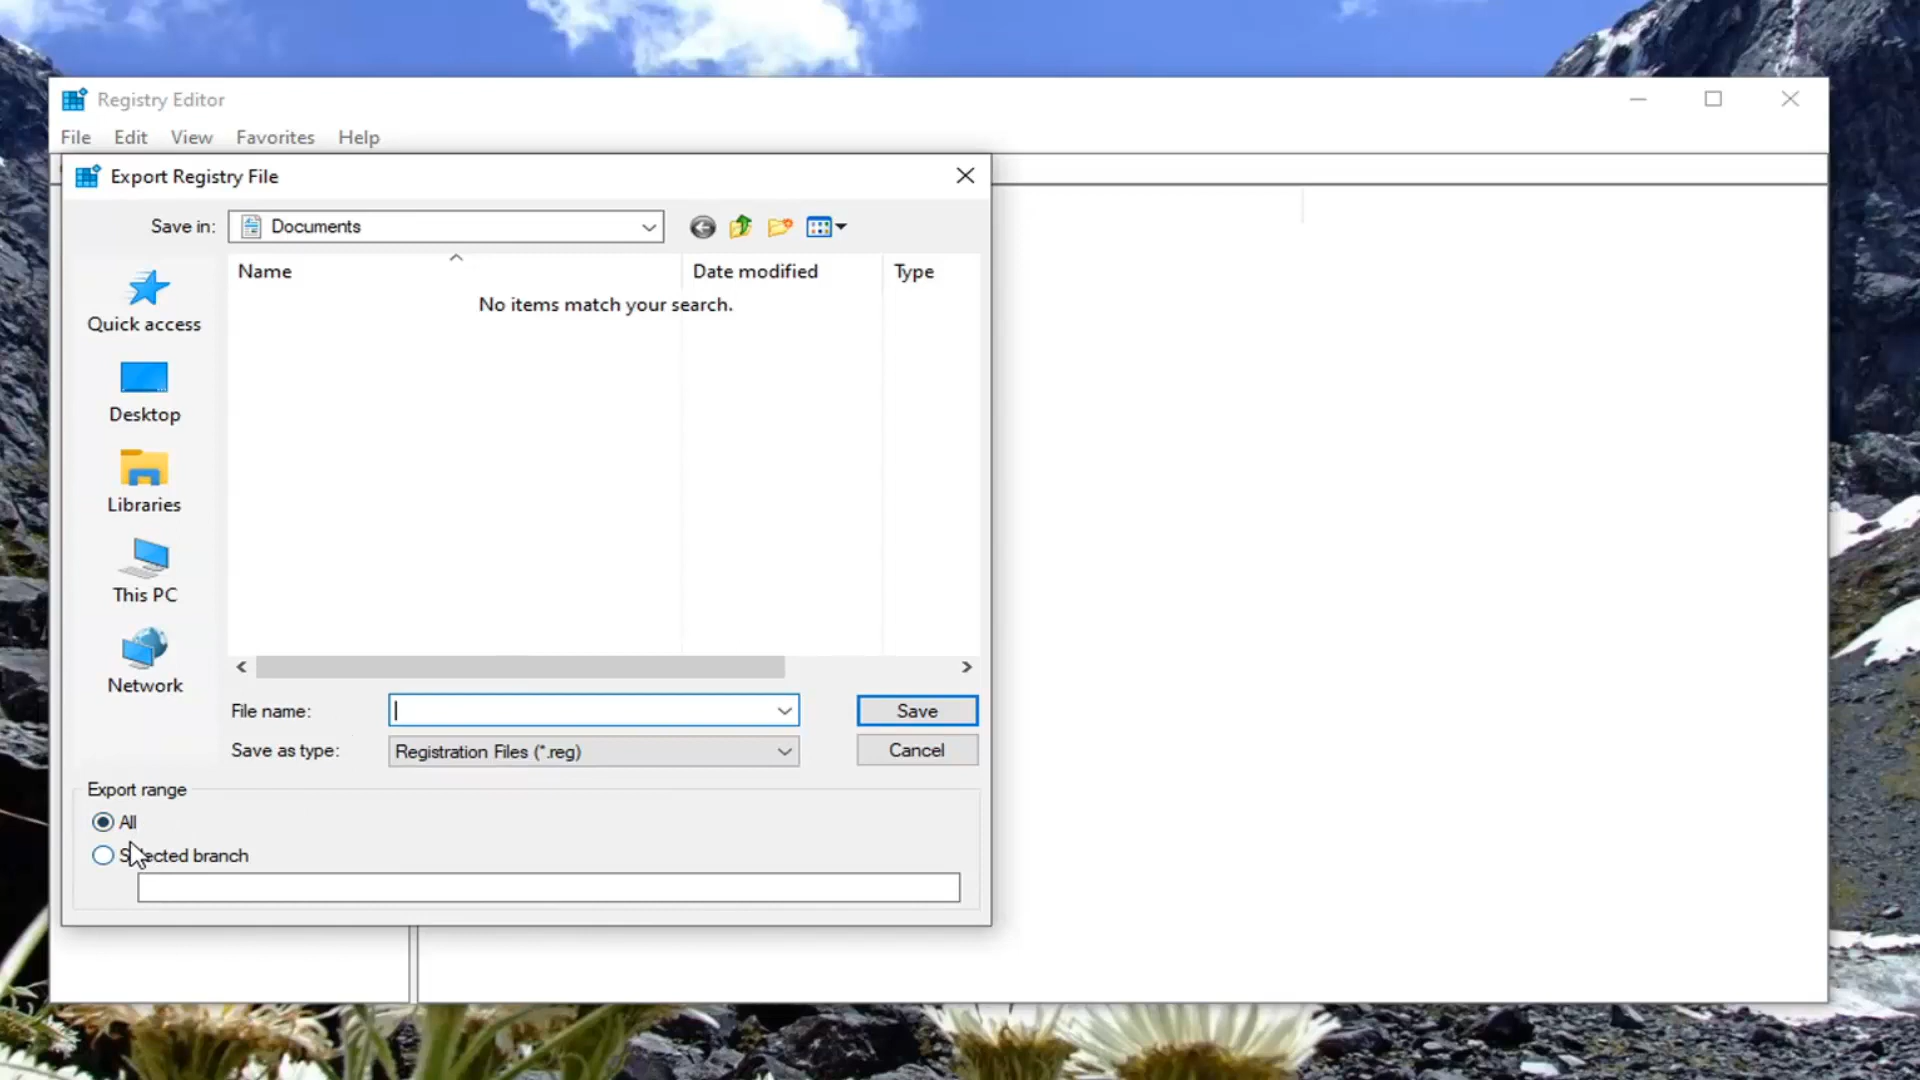 Registry Editor
File Edit View Favorites Help
Export Registry File
Save in: Documents
Name Date modified Type
No items match your search.
Quick access
Desktop
Libraries
This PC
Network
File name: Save
Save as type: Registration Files (*.reg) Cancel
Export range
All
Selected branch